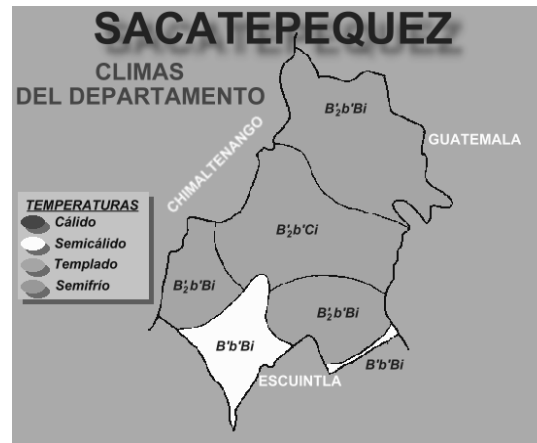 SACATEPEQUEZ
CLIMAS
DEL DEPARTAMENTO
B'2b'Bi
CHIMALTENANGO
GUATEMALA
TEMPERATURAS
Cálido
Semicálido
Templado
Semifrío
B'2b'Ci
B'2b'Bi
B'2b'Bi
B'b'Bi
B'b'Bi
ESCUINTLA